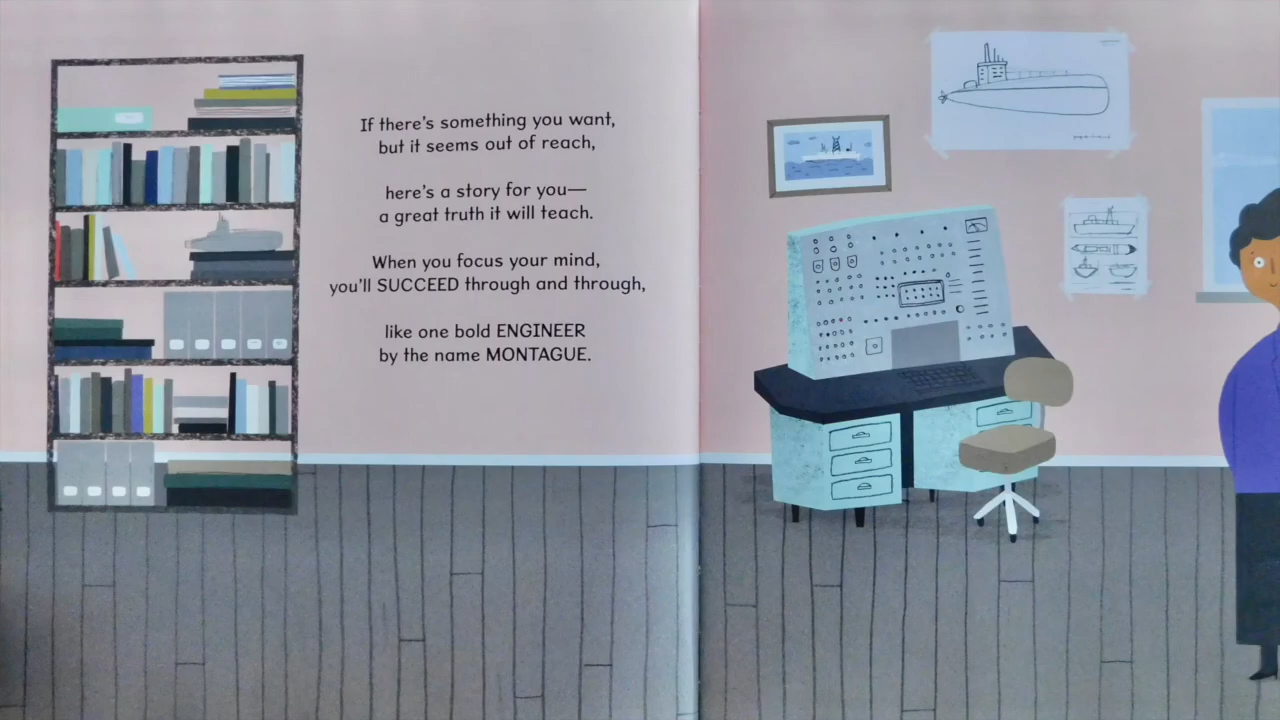 If there's something you want,
but it seems out of reach,
here's a story for you—
a great truth it will teach.
When you focus your mind,
you'll SUCCEED through and through,
like one bold ENGINEER
by the name MONTAGUE.